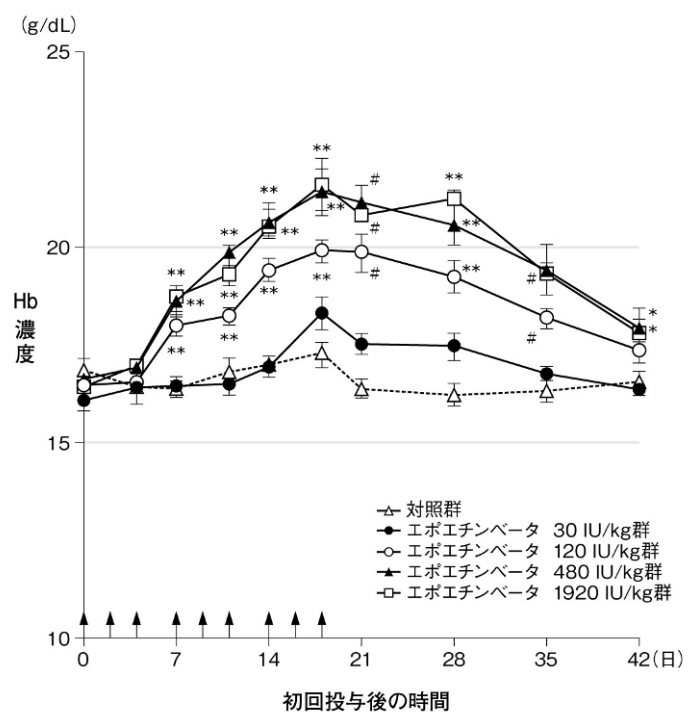 (g/dL)
25
20
15
10
Hb
濃
度
**
**
**
**
**
**
**
**
**
**
**
**
#
#
#
**
**
**
#
#
*
*
対照群
エポエチンベータ 30 IU/kg群
エポエチンベータ 120 IU/kg群
エポエチンベータ 480 IU/kg群
エポエチンベータ 1920 IU/kg群
0 7 14 21 28 35 42(日)
初回投与後の時間